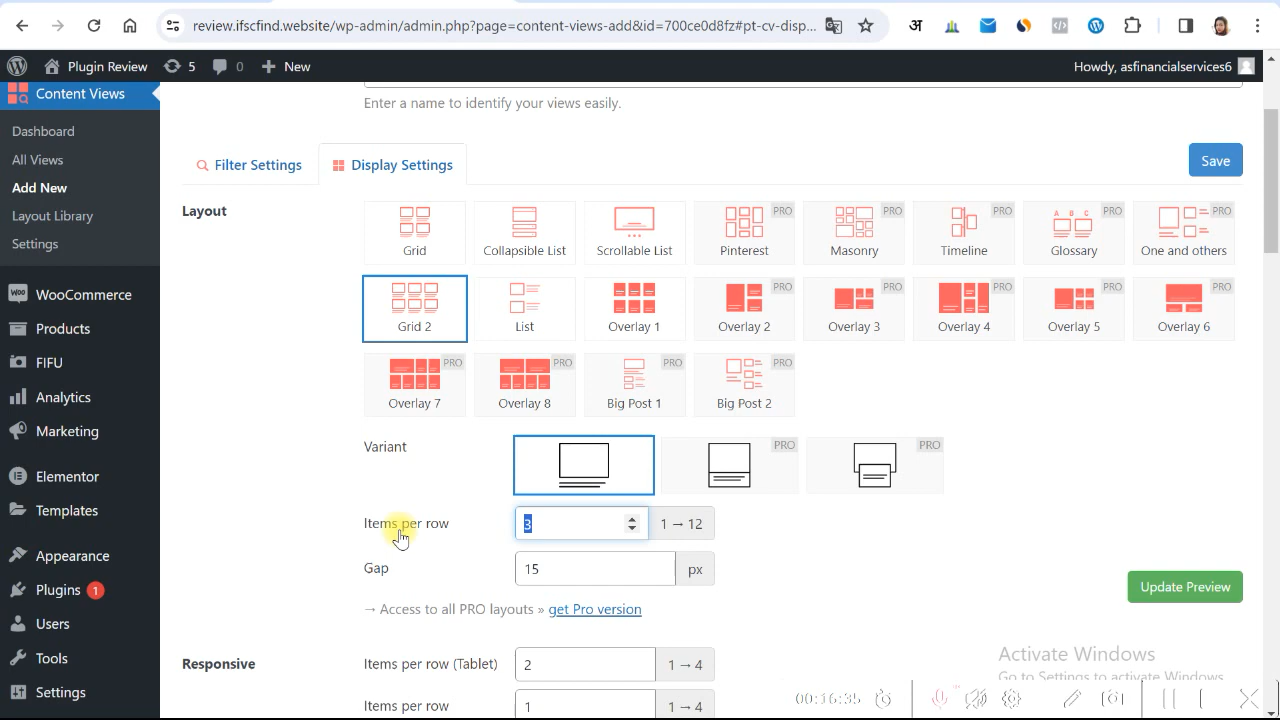 review.ifscfind.website/wp-admin/admin.php?page=content-views-add&id=700ce0d8fz#pt-cv-disp...
अ
Plugin Review
5
0
New
Howdy, asfinancialservices6
Content Views
Dashboard
All Views
Add New
Layout Library
Settings
WooCommerce
Products
FIFU
Analytics
Marketing
Elementor
Templates
Appearance
Plugins 1
Users
Tools
Settings
Enter a name to identify your views easily.
Filter Settings
Display Settings
Save
Layout
Grid
Collapsible List
Scrollable List
PRO
Pinterest
PRO
Masonry
PRO
Timeline
PRO
A B C
Glossary
PRO
One and others
Grid 2
List
Overlay 1
PRO
Overlay 2
PRO
Overlay 3
PRO
Overlay 4
PRO
Overlay 5
PRO
Overlay 6
PRO
Overlay 7
PRO
Overlay 8
PRO
Big Post 1
PRO
Big Post 2
Variant
PRO
PRO
Items per row
3
1 → 12
Gap
15
px
→ Access to all PRO layouts » get Pro version
Update Preview
Responsive
Items per row (Tablet)
2
1 → 4
Items per row
1
1 → 4
Activate Windows
Go to Settings to activate Windows.
00:16:35